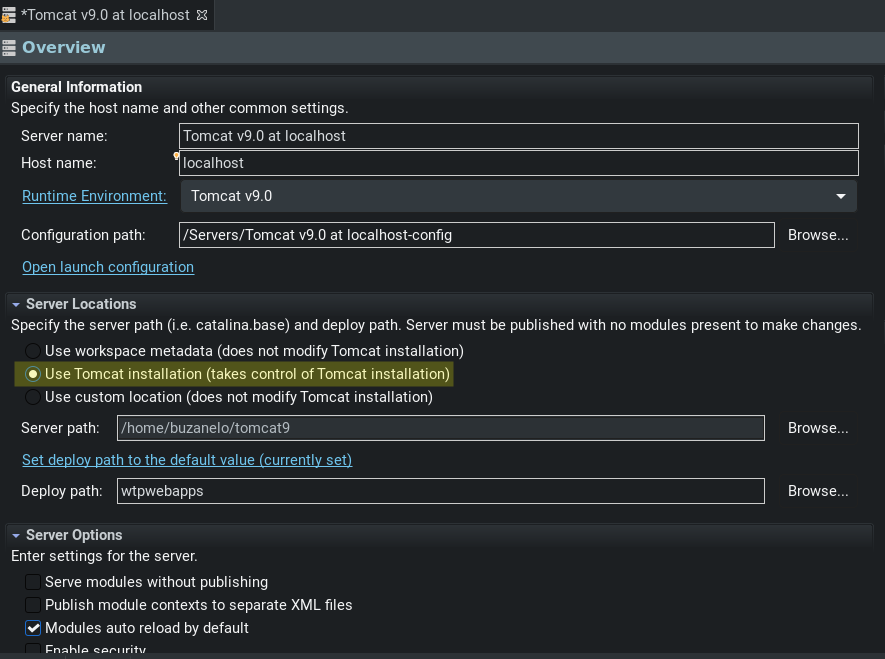 *Tomcat v9.0 at localhost
Overview
General Information
Specify the host name and other common settings.
Server name: Tomcat v9.0 at localhost
Host name: localhost
Runtime Environment: Tomcat v9.0
Configuration path: /Servers/Tomcat v9.0 at localhost-config Browse...
Open launch configuration
Server Locations
Specify the server path (i.e. catalina.base) and deploy path. Server must be published with no modules present to make changes.
Use workspace metadata (does not modify Tomcat installation)
Use Tomcat installation (takes control of Tomcat installation)
Use custom location (does not modify Tomcat installation)
Server path: /home/buzanelo/tomcat9 Browse...
Set deploy path to the default value (currently set)
Deploy path: wtpwebapps Browse...
Server Options
Enter settings for the server.
Serve modules without publishing
Publish module contexts to separate XML files
Modules auto reload by default
Enable security